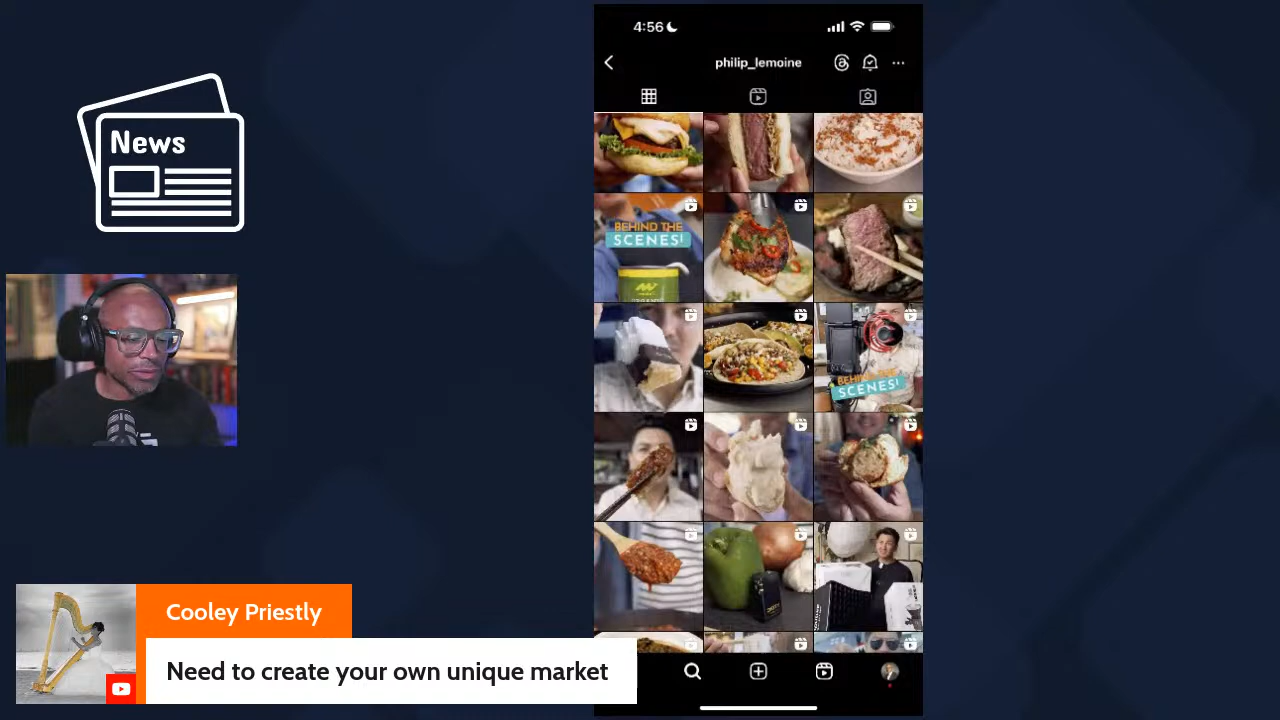 News
4:56
philip_lemoine
BEHIND THE
SCENES!
BEHIND THE
SCENES!
Cooley Priestly
Need to create your own unique market